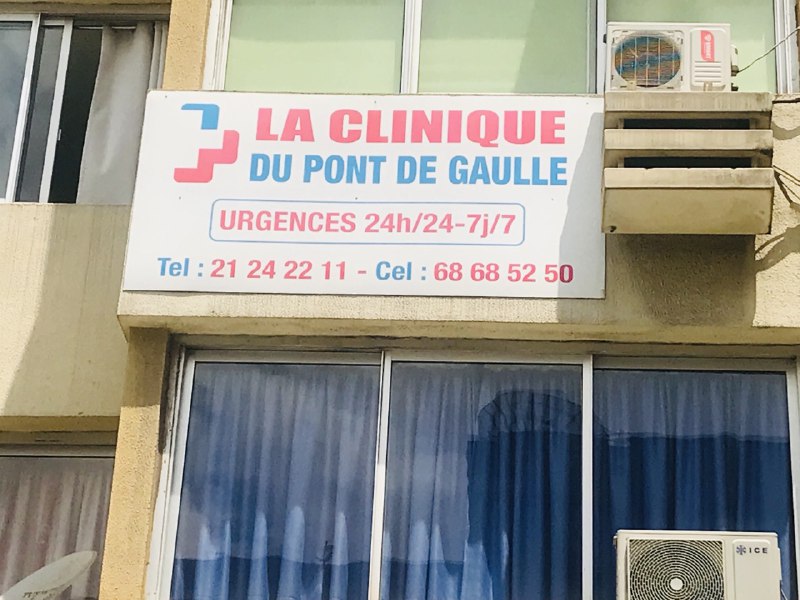 LA CLINIQUE
DU PONT DE GAULLE
URGENCES 24h/24-7j/7
Tel : 21 24 22 11 - Cel : 68 68 52 50
ICE